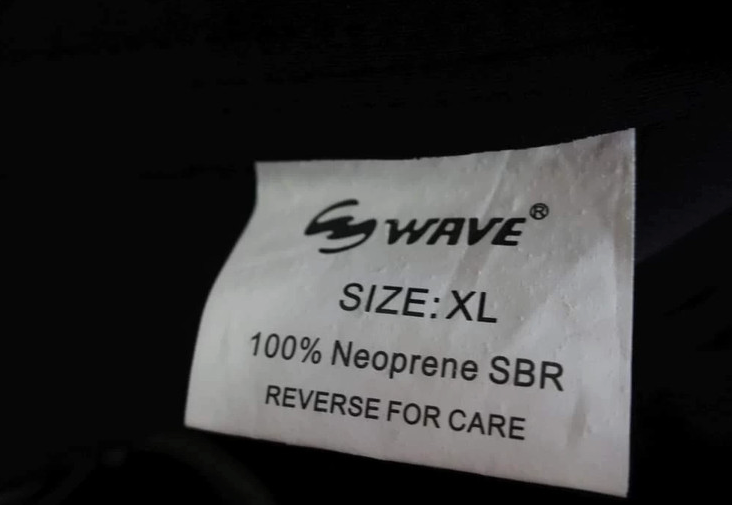 WAVE®
SIZE: XL
100% Neoprene SBR
REVERSE FOR CARE